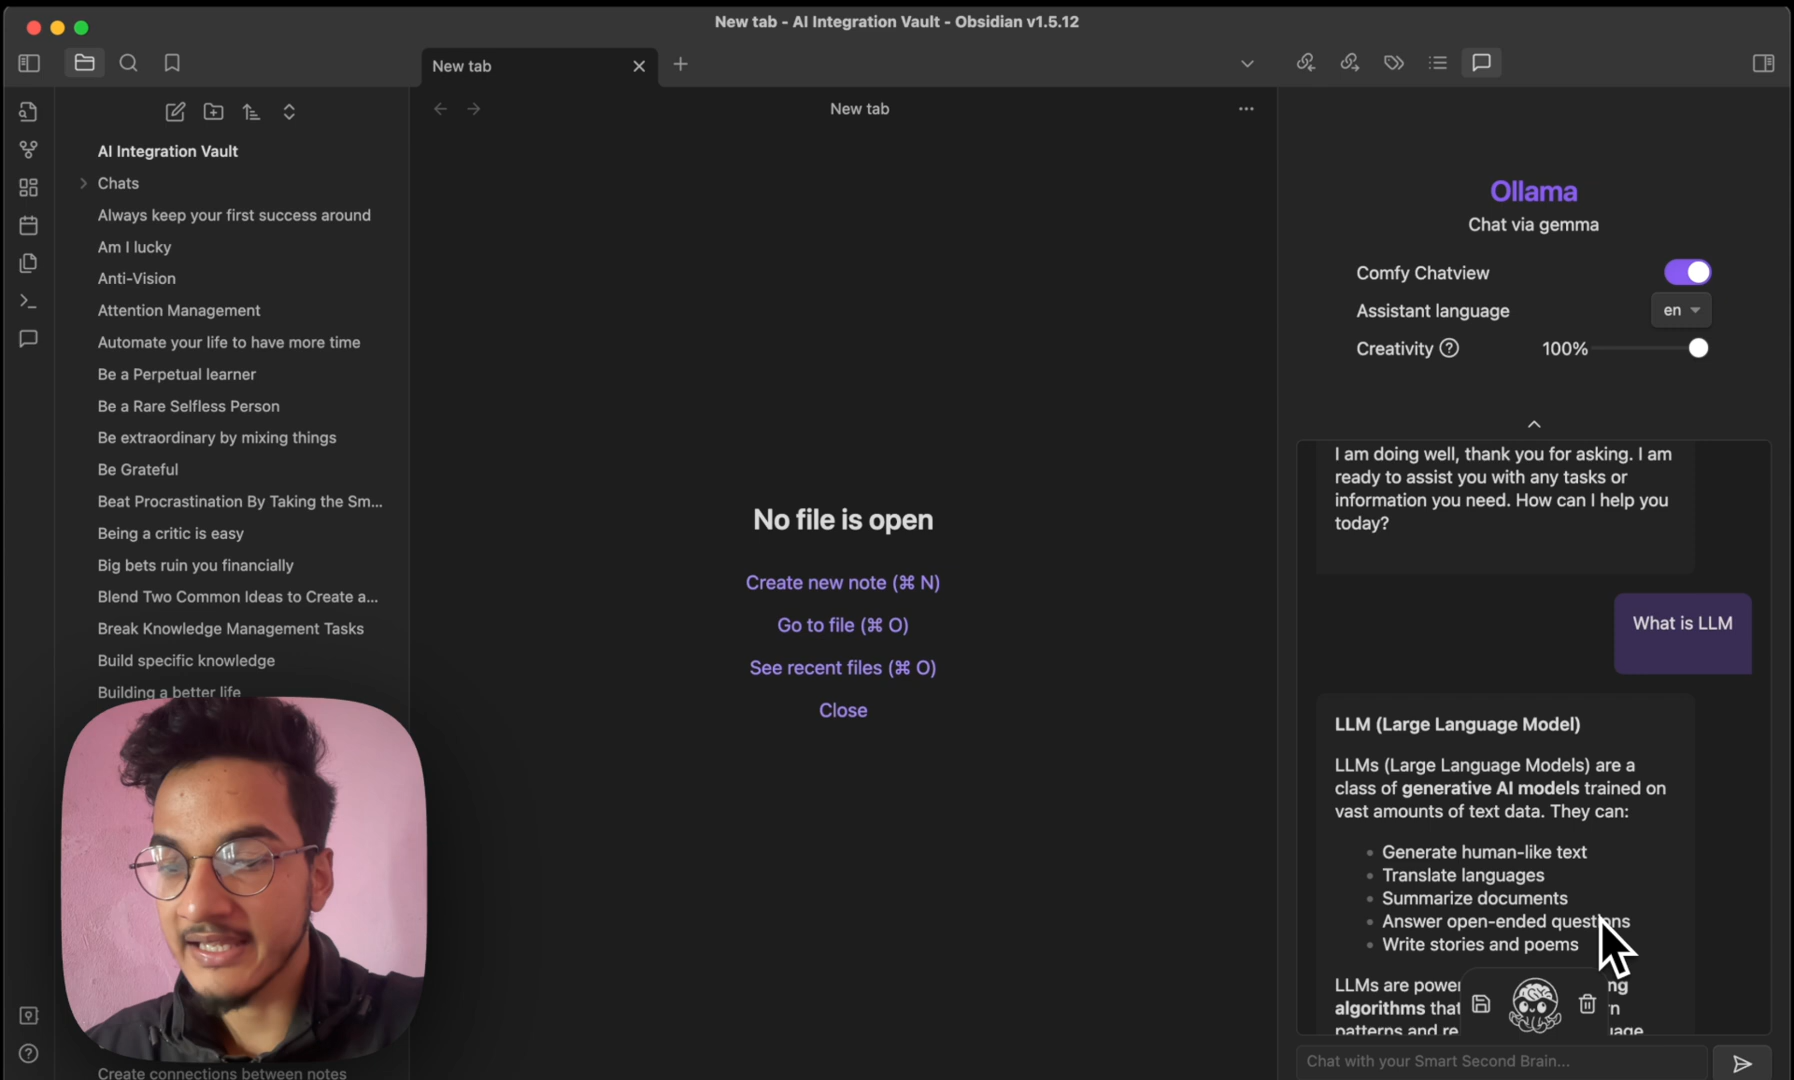 New tab - AI Integration Vault - Obsidian v1.5.12
New tab
New tab
AI Integration Vault
Chats
Always keep your first success around
Am I lucky
Anti-Vision
Attention Management
Automate your life to have more time
Be a Perpetual learner
Be a Rare Selfless Person
Be extraordinary by mixing things
Be Grateful
Beat Procrastination By Taking the Sm...
Being a critic is easy
Big bets ruin you financially
Blend Two Common Ideas to Create a...
Break Knowledge Management Tasks
Build specific knowledge
Building a better life
Create connections between notes
No file is open
Create new note (⌘ N)
Go to file (⌘ O)
See recent files (⌘ O)
Close
Ollama
Chat via gemma
Comfy Chatview
Assistant language
en
Creativity
100%
I am doing well, thank you for asking. I am
ready to assist you with any tasks or
information you need. How can I help you
today?
What is LLM
LLM (Large Language Model)
LLMs (Large Language Models) are a
class of generative AI models trained on
vast amounts of text data. They can:
Generate human-like text
Translate languages
Summarize documents
Answer open-ended questions
Write stories and poems
LLMs are
algorithms that
patterns and
Chat with your Smart Second Brain...